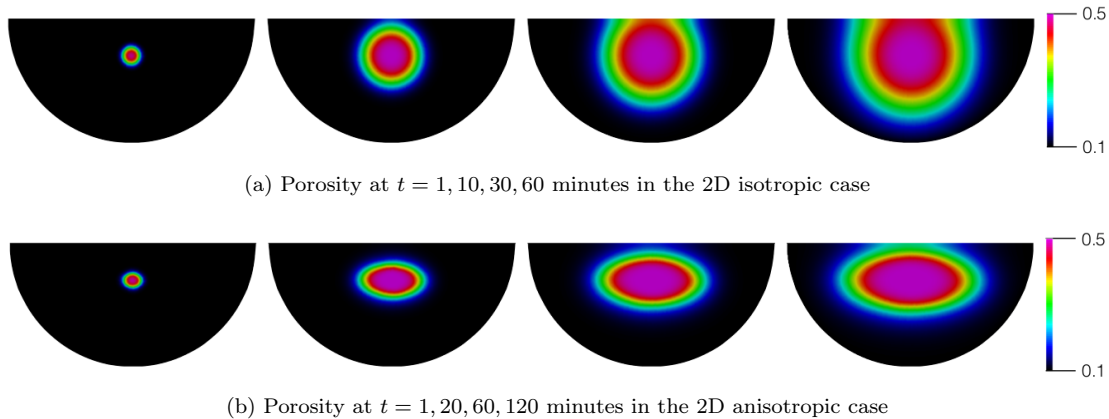 0.5
0.1
(a) Porosity at t = 1, 10, 30, 60 minutes in the 2D isotropic case
0.5
0.1
(b) Porosity at t = 1, 20, 60, 120 minutes in the 2D anisotropic case